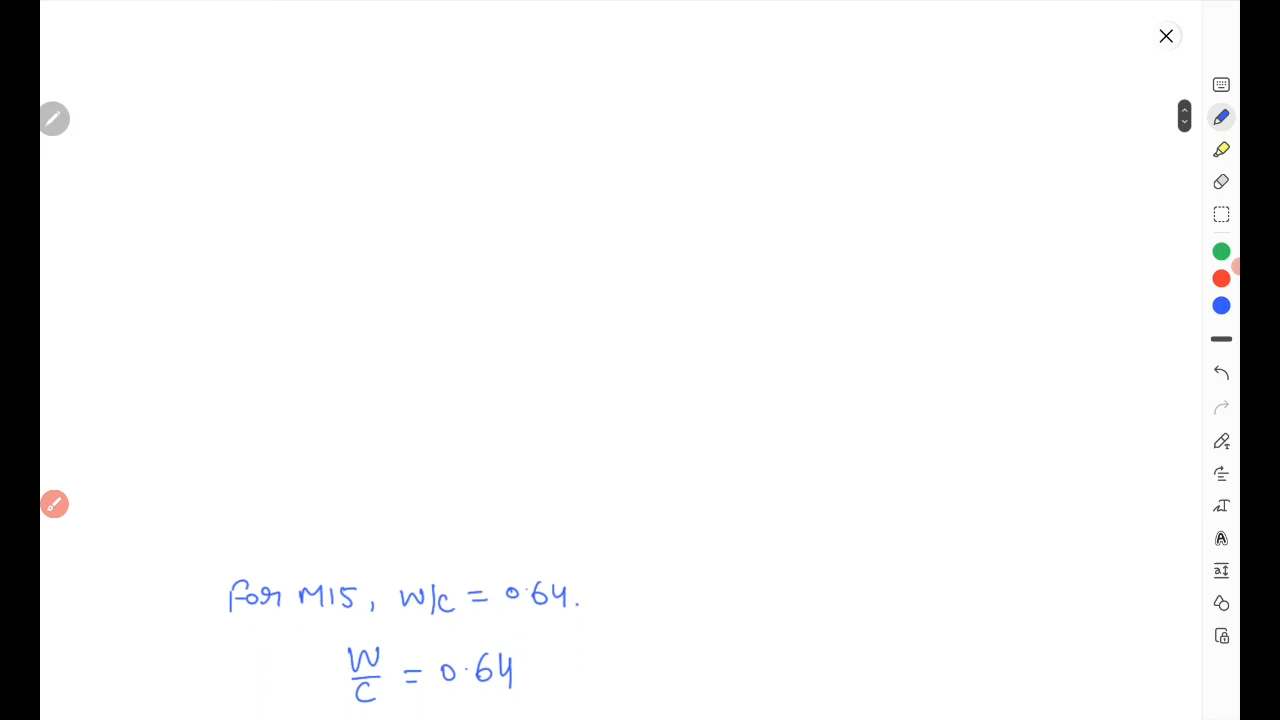 For M15, W/C = 0.64.
W/C = 0.64